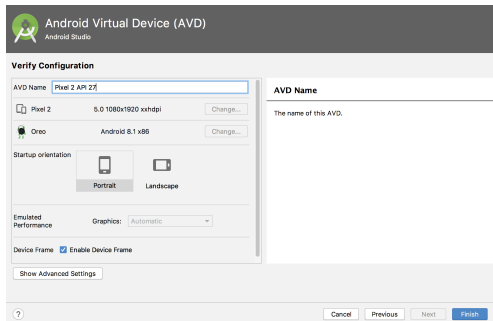 Android Virtual Device (AVD)
Android Studio
Verify Configuration
AVD Name Pixel 2 API 27
Pixel 2 5.0 1080x1920 xxhdpi Change...
Oreo Android 8.1 x86 Change...
Startup orientation
Portrait Landscape
Emulated
Performance Graphics: Automatic
Device Frame Enable Device Frame
Show Advanced Settings
AVD Name
The name of this AVD.
? Cancel Previous Next Finish